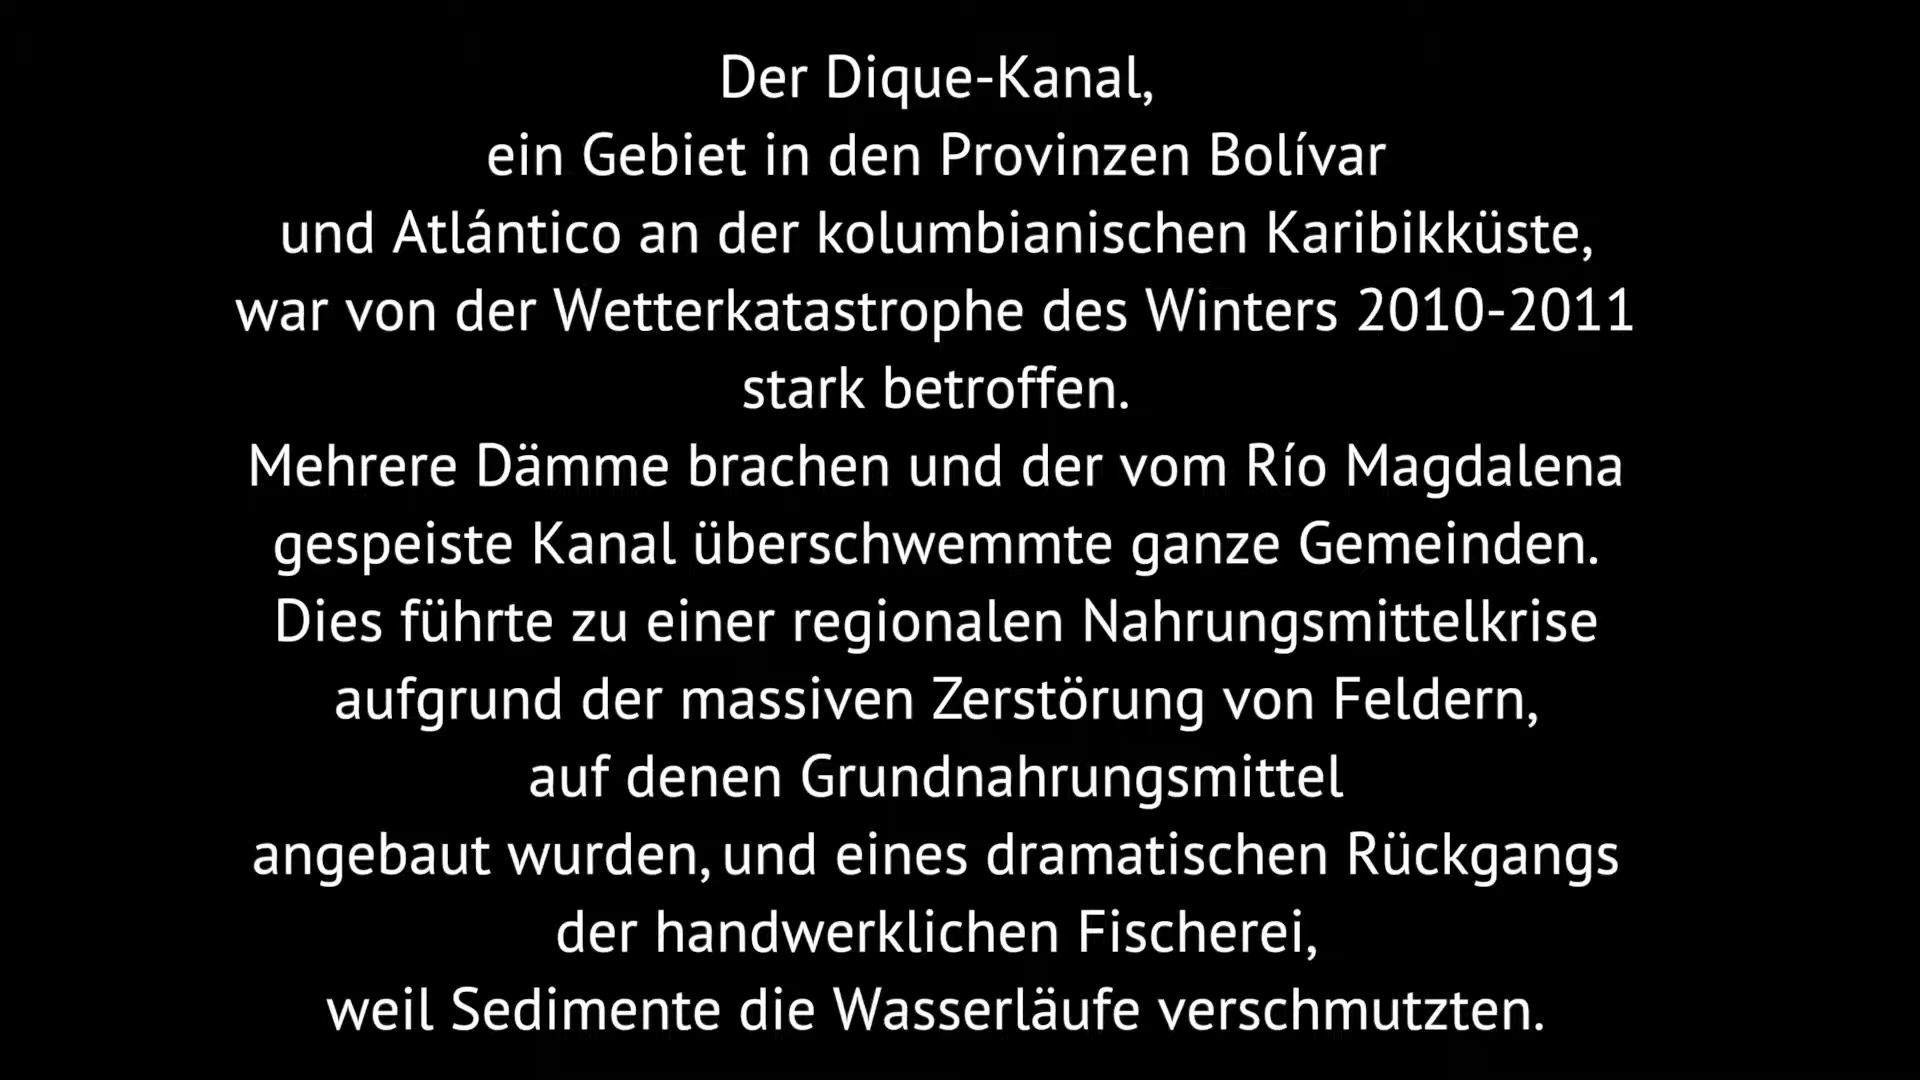 Der Dique-Kanal,
ein Gebiet in den Provinzen Bolívar
und Atlántico an der kolumbianischen Karibikküste,
war von der Wetterkatastrophe des Winters 2010-2011
stark betroffen.
Mehrere Dämme brachen und der vom Río Magdalena
gespeiste Kanal überschwemmte ganze Gemeinden.
Dies führte zu einer regionalen Nahrungsmittelkrise
aufgrund der massiven Zerstörung von Feldern,
auf denen Grundnahrungsmittel
angebaut wurden, und eines dramatischen Rückgangs
der handwerklichen Fischerei,
weil Sedimente die Wasserläufe verschmutzten.